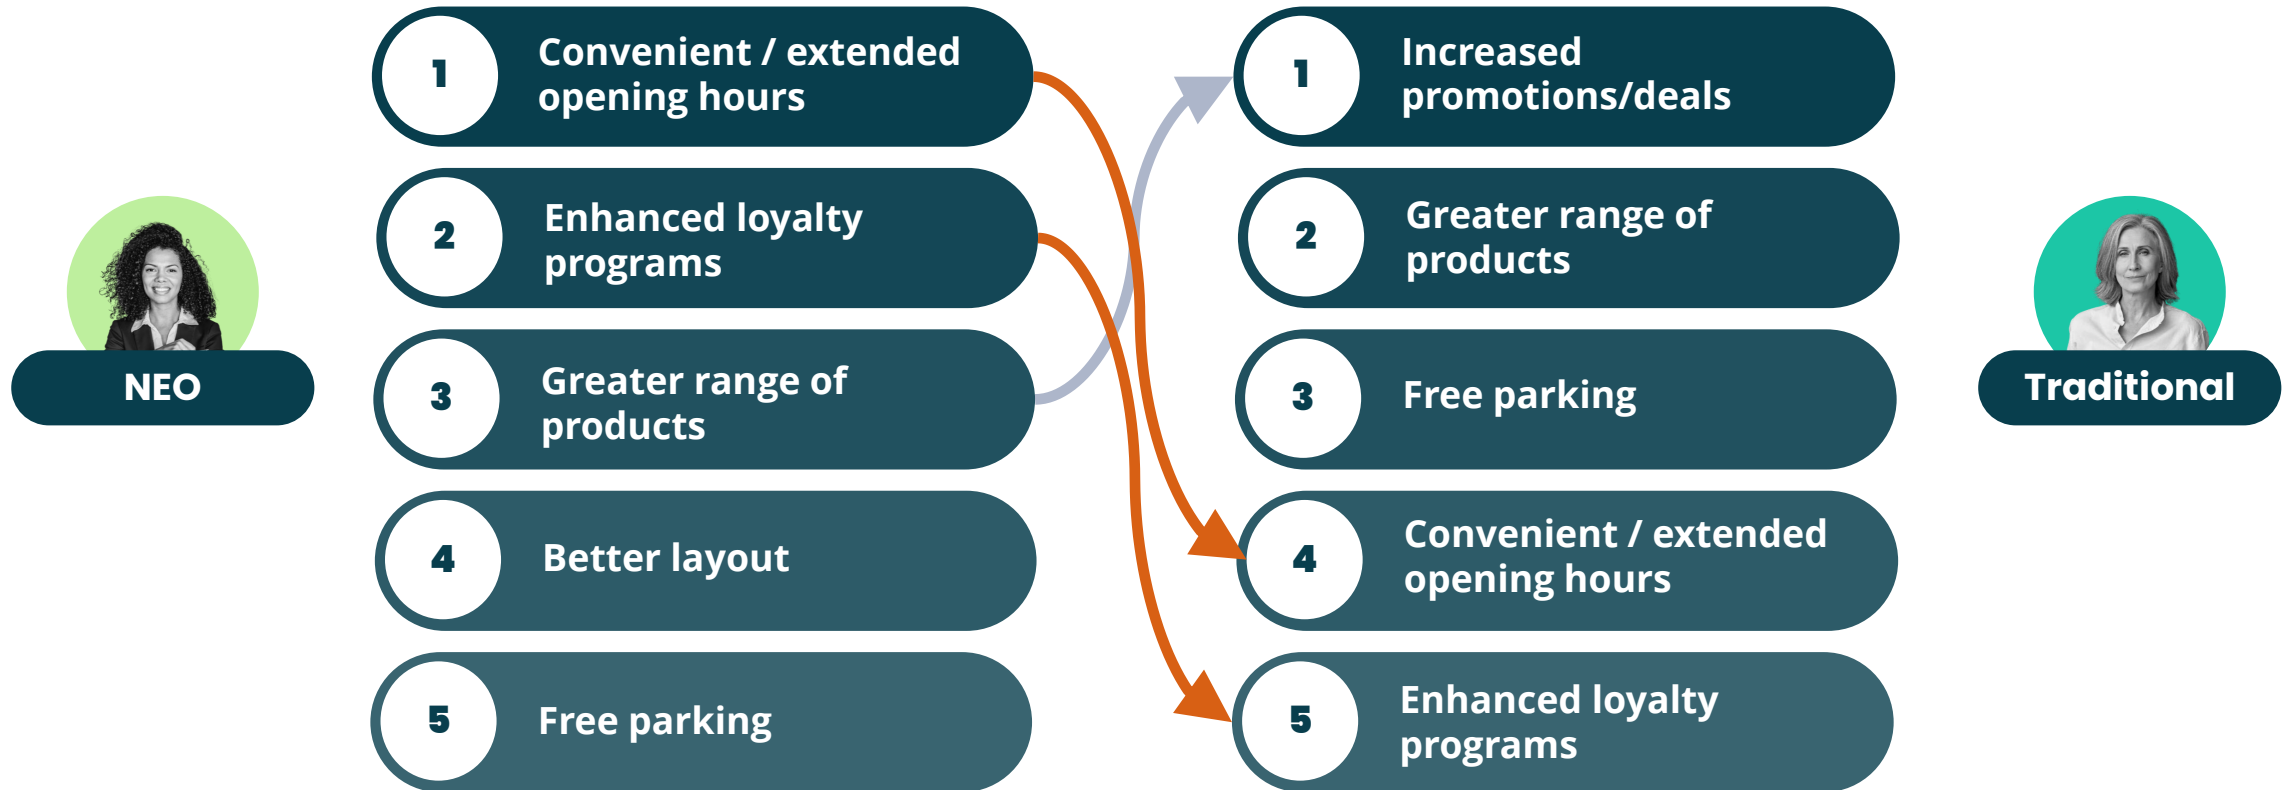 NEO
1
Convenient / extended
opening hours
2
Enhanced loyalty
programs
3
Greater range of
products
4
Better layout
5
Free parking
1
Increased
promotions/deals
2
Greater range of
products
3
Free parking
4
Convenient / extended
opening hours
5
Enhanced loyalty
programs
Traditional